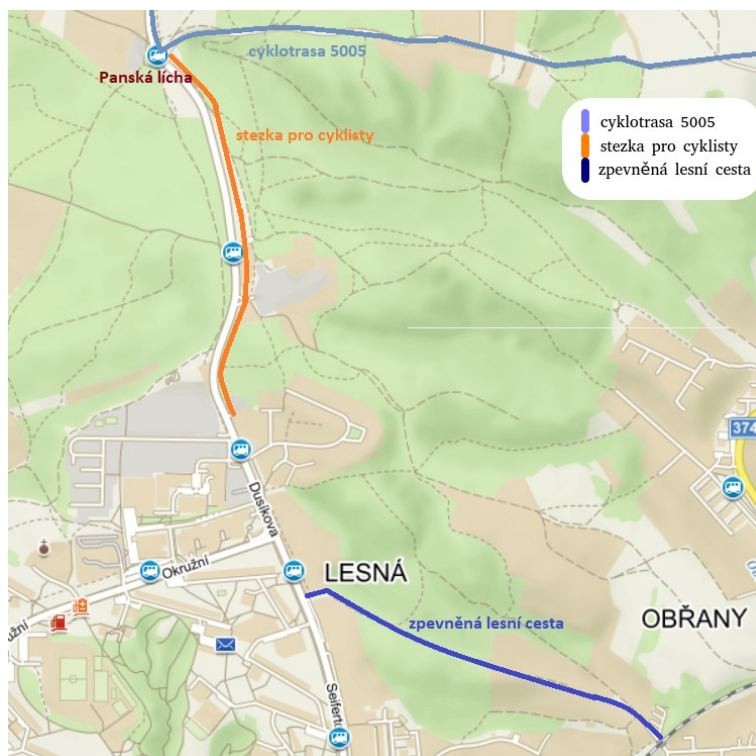 cyklotrasa 5005
Panská lícha
stezka pro cyklisty
cyklotrasa 5005
stezka pro cyklisty
zpevněná lesní cesta
374
Dusíkova
Okružní
LESNÁ
OBŘANY
zpevněná lesní cesta